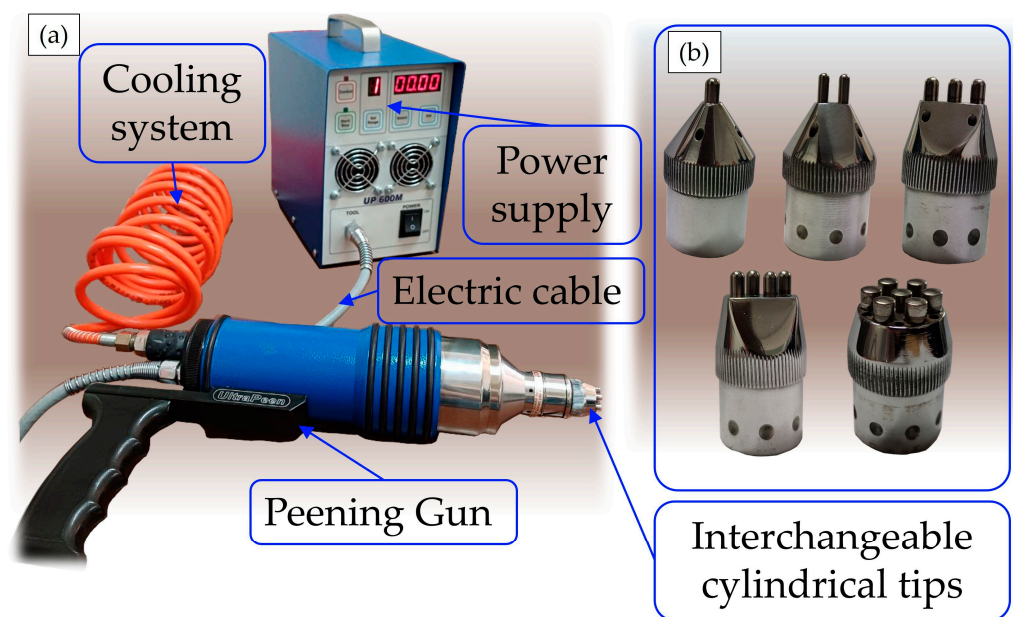 (a)
(b)
Cooling
system
1 00.00
Power
supply
UP 600M
TOOL
POWER
Electric cable
UltraPeen
Peening Gun
Interchangeable
cylindrical tips